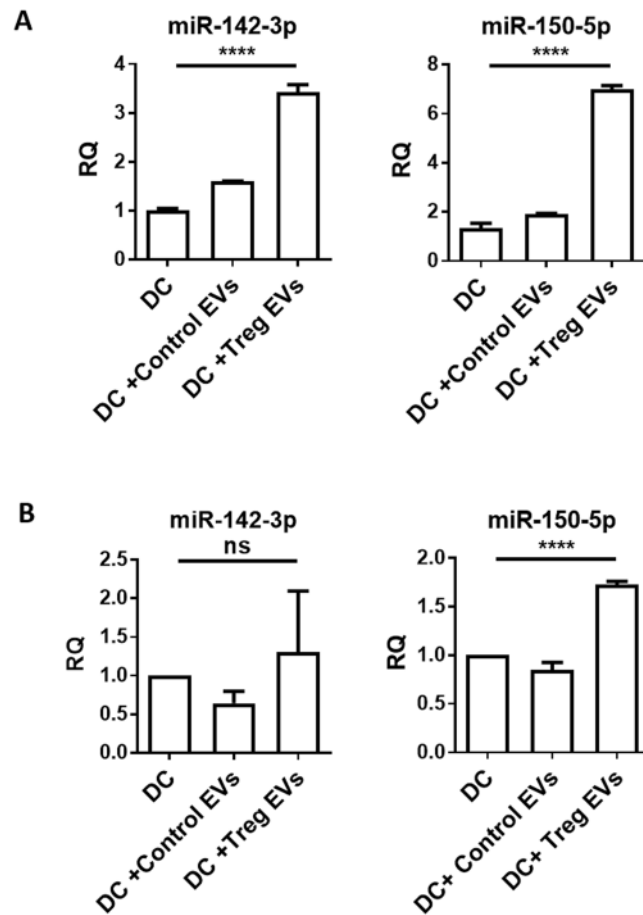 A
miR-142-3p
****
4
3
2
1
0
RQ
DC
DC +Control EVs
DC +Treg EVs
miR-150-5p
****
8
6
4
2
0
RQ
DC
DC +Control EVs
DC +Treg EVs
B
miR-142-3p
ns
2.5
2.0
1.5
1.0
0.5
0.0
RQ
DC
DC +Control EVs
DC +Treg EVs
miR-150-5p
****
2.0
1.5
1.0
0.5
0.0
RQ
DC
DC+ Control EVs
DC+ Treg EVs